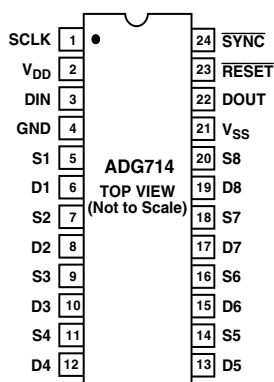 SCLK 1 24 SYNC
VDD 2 23 RESET
DIN 3 22 DOUT
GND 4 21 VSS
S1 5 20 S8
D1 6 19 D8
S2 7 18 S7
D2 8 17 D7
S3 9 16 S6
D3 10 15 D6
S4 11 14 S5
D4 12 13 D5
ADG714
TOP VIEW
(Not to Scale)